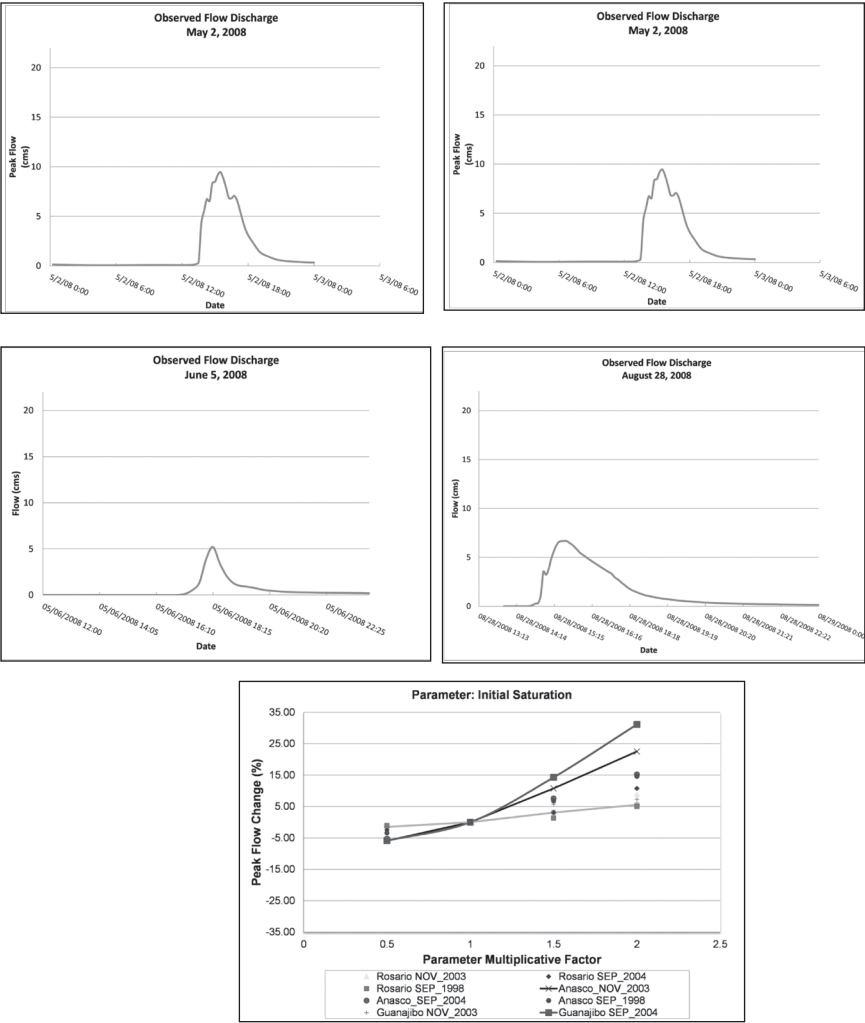 Observed Flow Discharge
May 2, 2008
20
15
10
5
0
Peak Flow
(cms)
5/2/08 0:00
5/2/08 6:00
5/2/08 12:00
5/2/08 18:00
5/3/08 0:00
5/3/08 6:00
Date
Observed Flow Discharge
May 2, 2008
20
15
10
5
0
Peak Flow
(cms)
5/2/08 0:00
5/2/08 6:00
5/2/08 12:00
5/2/08 18:00
5/3/08 0:00
5/3/08 6:00
Date
Observed Flow Discharge
June 5, 2008
20
15
10
5
0
Flow (cms)
05/06/2008 12:00
05/06/2008 14:05
05/06/2008 16:10
05/06/2008 18:15
05/06/2008 20:20
05/06/2008 22:25
Date
Observed Flow Discharge
August 28, 2008
20
15
10
5
0
Flow (cms)
08/28/2008 13:13
08/28/2008 14:14
08/28/2008 15:15
08/28/2008 16:16
08/28/2008 18:18
08/28/2008 19:19
08/28/2008 20:20
08/28/2008 21:21
08/28/2008 22:22
08/29/2008 0:00
Date
Parameter: Initial Saturation
35.00
25.00
15.00
5.00
-5.00
-15.00
-25.00
-35.00
Peak Flow Change (%)
0
0.5
1
1.5
2
2.5
Parameter Multiplicative Factor
Rosario NOV_2003
Rosario SEP_2004
Rosario SEP_1998
Anasco_NOV_2003
Anasco_SEP_2004
Anasco SEP_1998
Guanajibo NOV_2003
Guanajibo SEP_2004